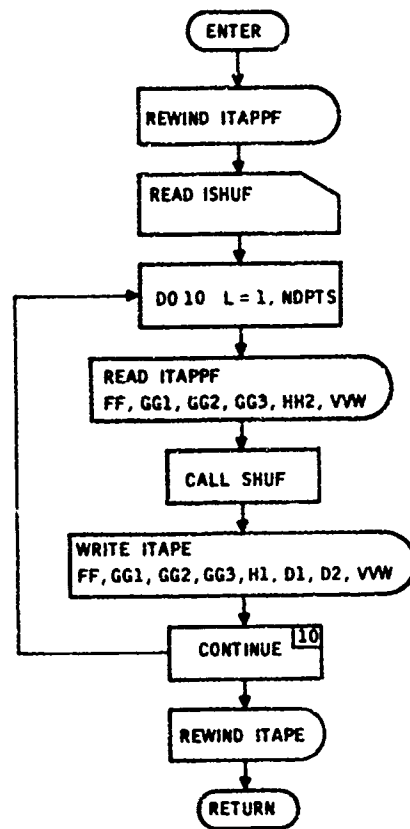 ENTER
REWIND ITAPPF
READ ISHUF
DO 10 L = 1, NDPTS
READ ITAPPF
FF, GG1, GG2, GG3, HH2, VVW
CALL SHUF
WRITE ITAPE
FF, GG1, GG2, GG3, H1, D1, D2, VVW
10
CONTINUE
REWIND ITAPE
RETURN